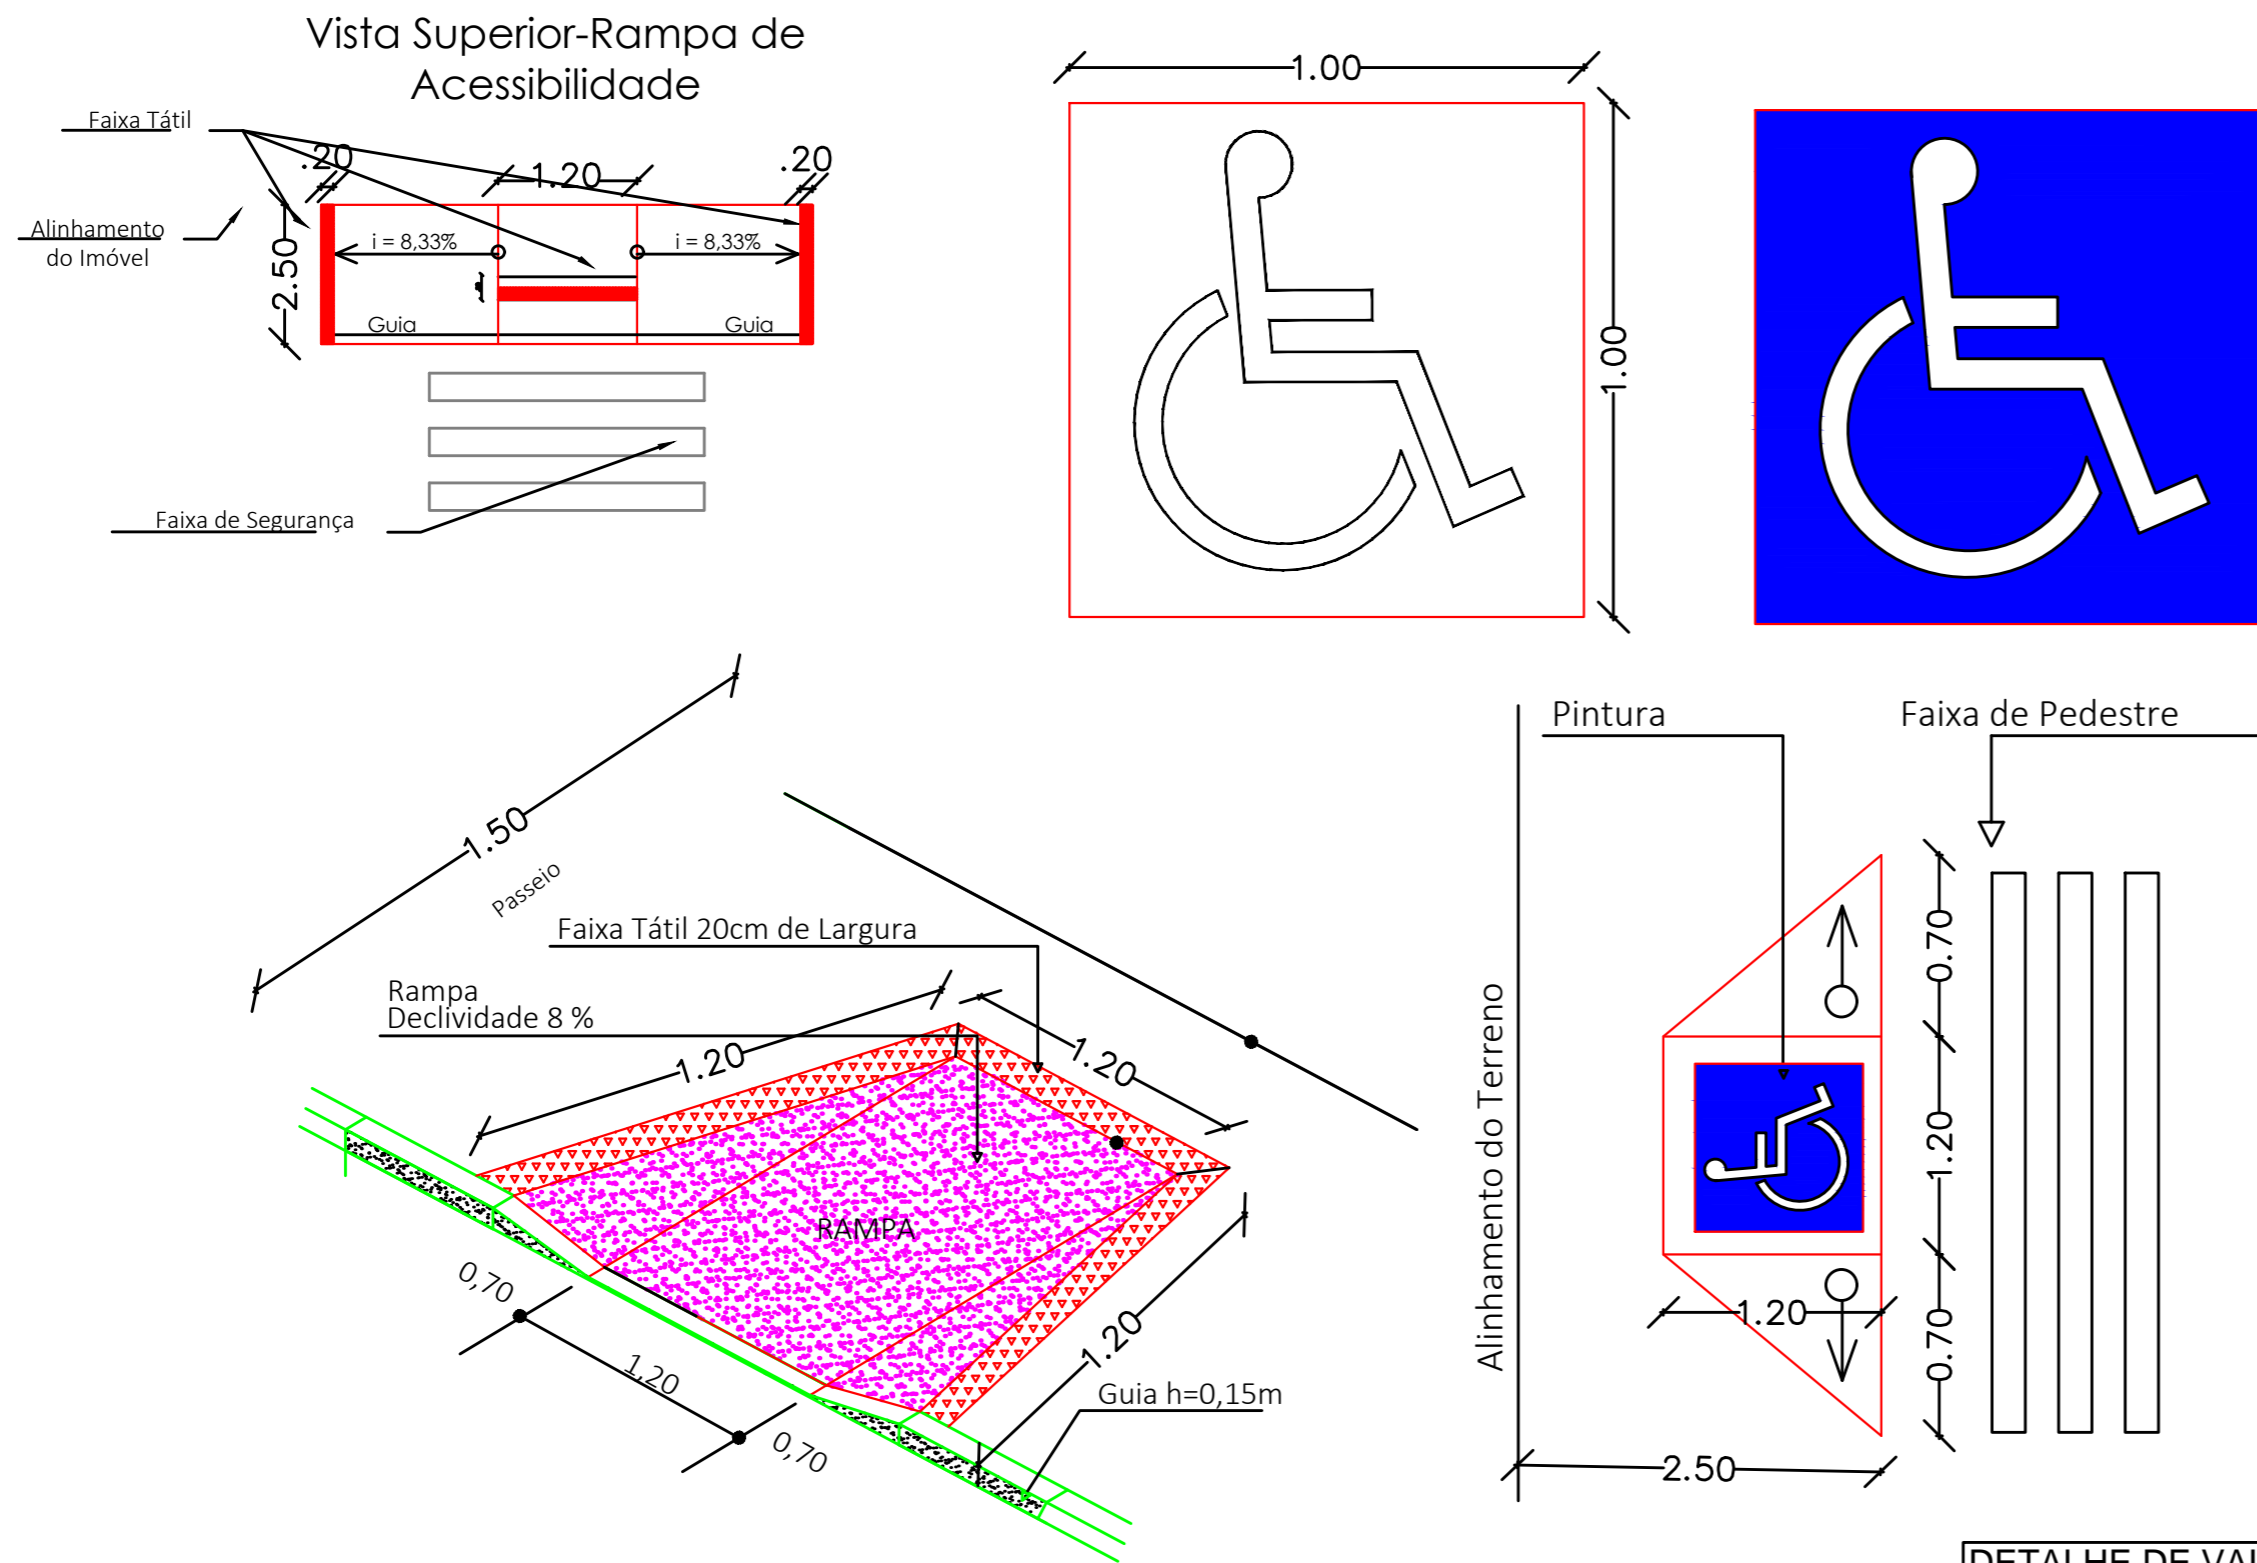 Vista Superior-Rampa de
Acessibilidade
Faixa Tátil
.20
1.20
.20
Alinhamento
do Imóvel
2.50
i = 8,33%
i = 8,33%
Guia
Guia
Faixa de Segurança
1.00
1.00
1.50
Passeio
Faixa Tátil 20cm de Largura
Rampa
Declividade 8 %
1.20
1.20
RAMPA
0,70
1,20
0,70
1.20
Guia h=0,15m
Pintura
Faixa de Pedestre
Alinhamento do Terreno
0.70
1.20
0.70
1.20
2.50
DETALHE DE